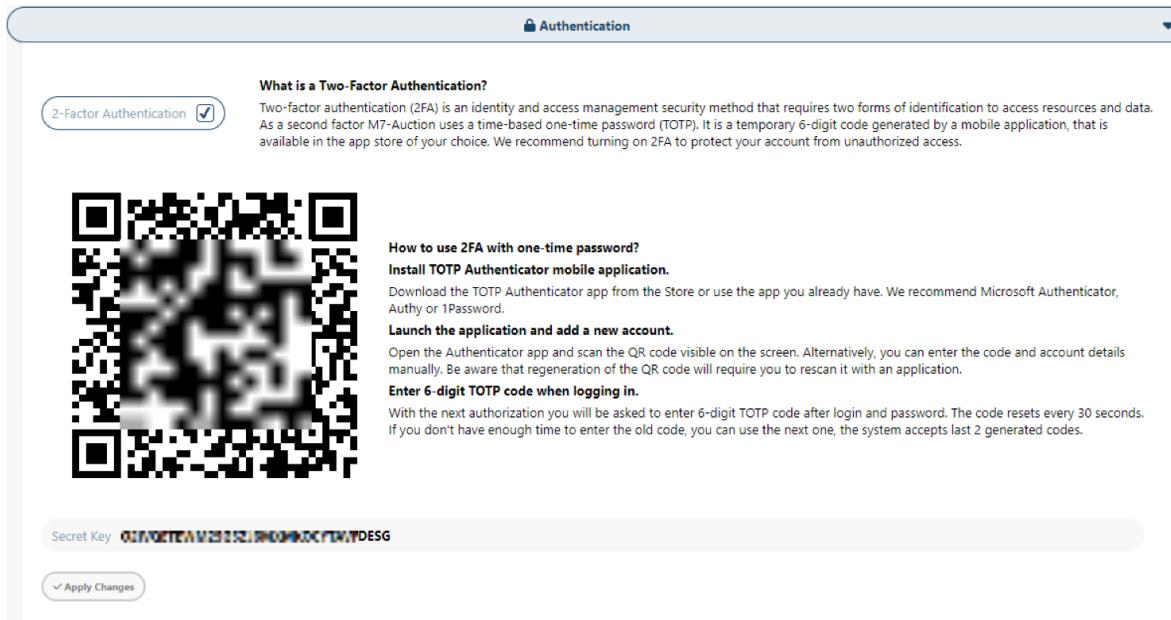 Authentication
2-Factor Authentication
What is a Two-Factor Authentication?
Two-factor authentication (2FA) is an identity and access management security method that requires two forms of identification to access resources and data.
As a second factor M7-Auction uses a time-based one-time password (TOTP). It is a temporary 6-digit code generated by a mobile application, that is
available in the app store of your choice. We recommend turning on 2FA to protect your account from unauthorized access.
How to use 2FA with one-time password?
Install TOTP Authenticator mobile application.
Download the TOTP Authenticator app from the Store or use the app you already have. We recommend Microsoft Authenticator,
Authy or 1Password.
Launch the application and add a new account.
Open the Authenticator app and scan the QR code visible on the screen. Alternatively, you can enter the code and account details
manually. Be aware that regeneration of the QR code will require you to rescan it with an application.
Enter 6-digit TOTP code when logging in.
With the next authorization you will be asked to enter 6-digit TOTP code after login and password. The code resets every 30 seconds.
If you don't have enough time to enter the old code, you can use the next one, the system accepts last 2 generated codes.
Secret Key
Apply Changes